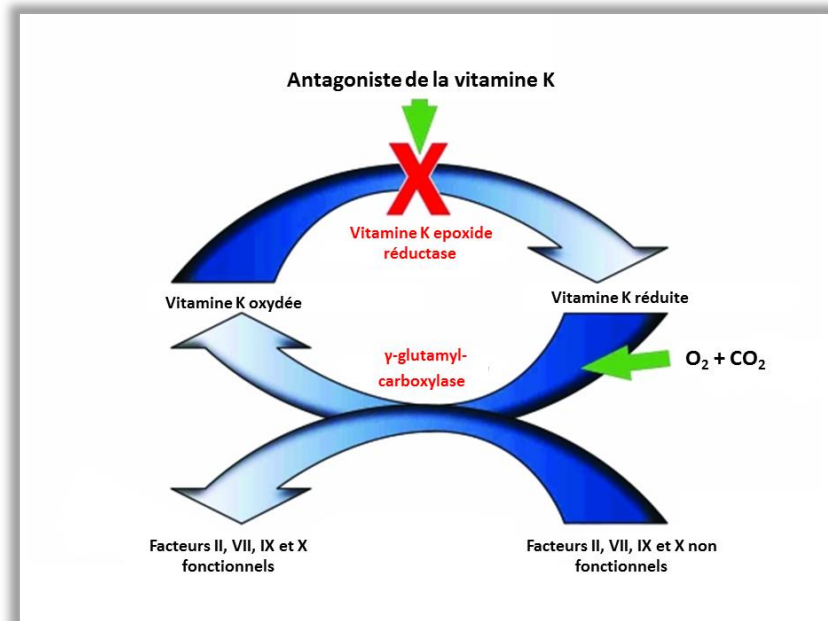 Antagoniste de la vitamine K
X
Vitamine K epoxide
réductase
Vitamine K oxydée
Vitamine K réduite
γ-glutamyl-
carboxylase
O₂ + CO₂
Facteurs II, VII, IX et X
fonctionnels
Facteurs II, VII, IX et X non
fonctionnels